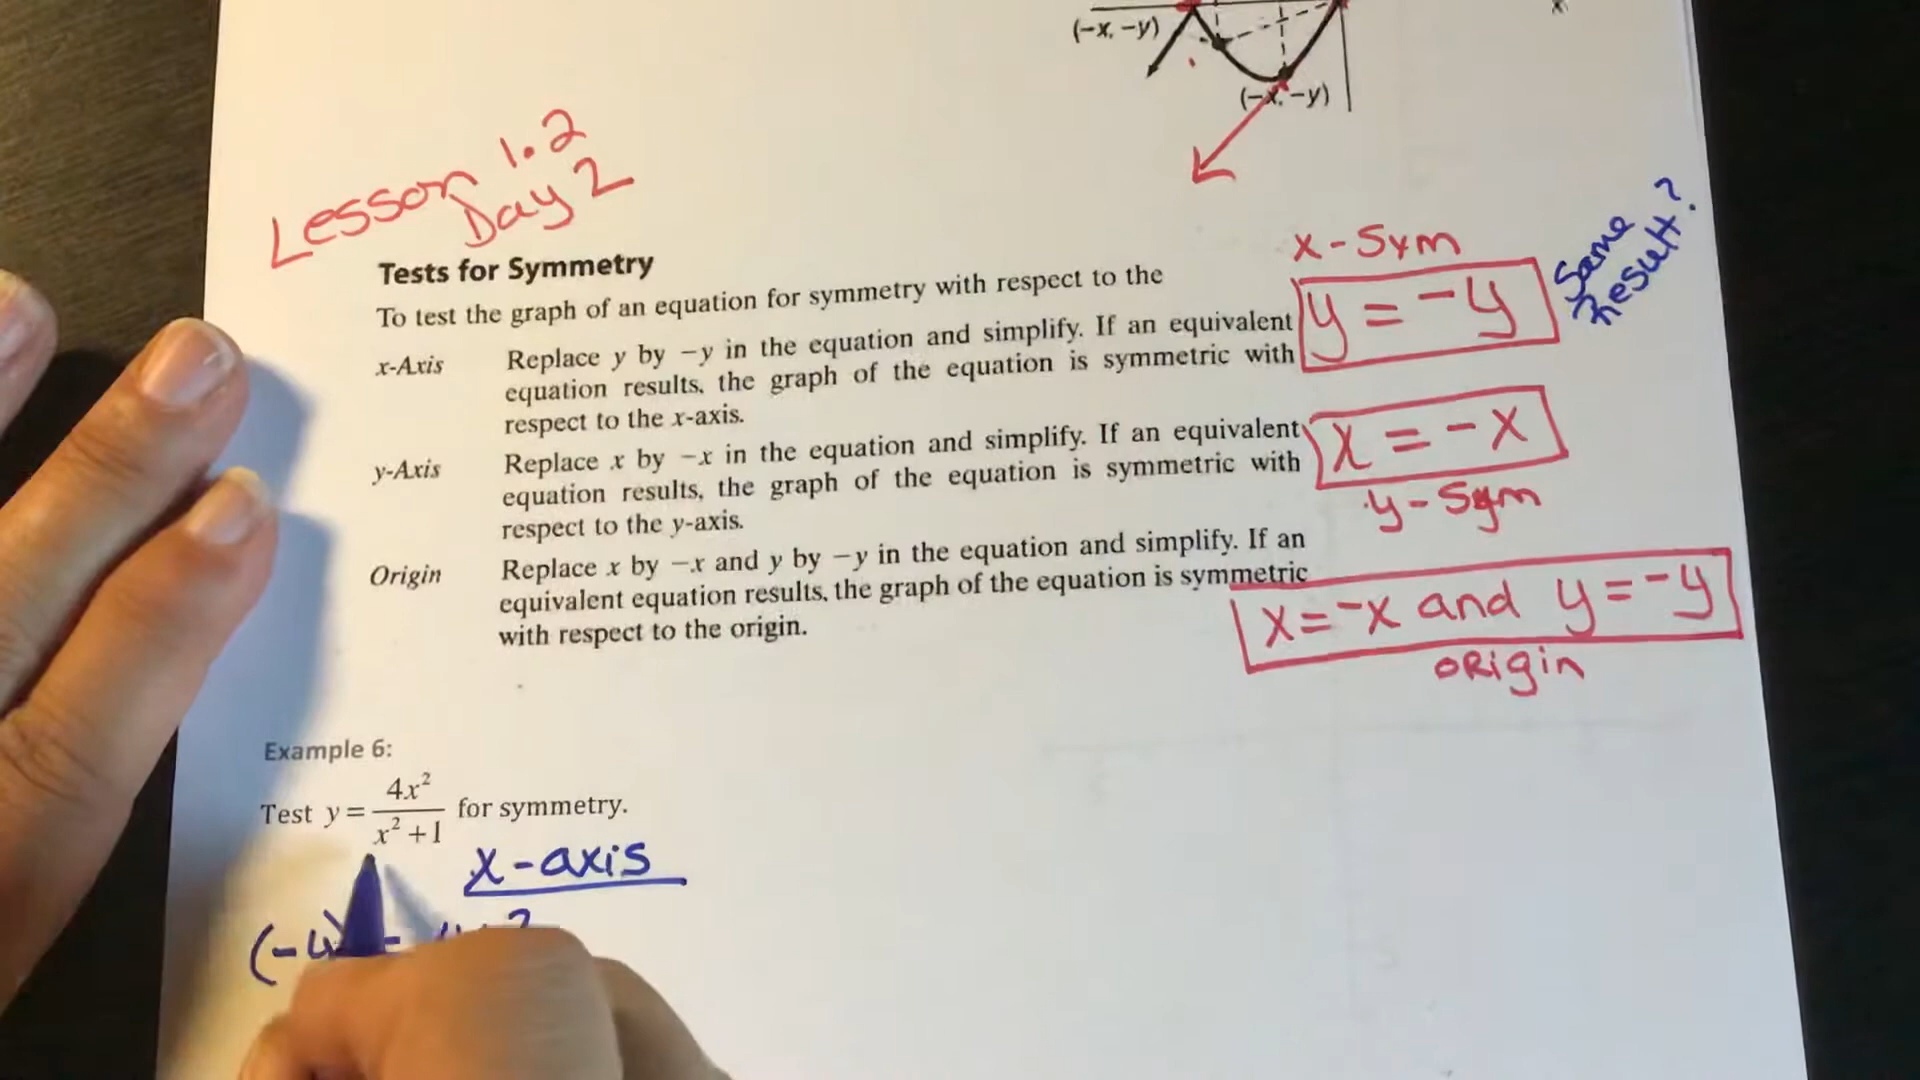 (-x, -y)
x
(-x, -y)
Lesson 1.2
Day 2
Tests for Symmetry
To test the graph of an equation for symmetry with respect to the
x-Axis Replace y by −y in the equation and simplify. If an equivalent
equation results, the graph of the equation is symmetric with
respect to the x-axis.
y-Axis Replace x by −x in the equation and simplify. If an equivalent
equation results, the graph of the equation is symmetric with
respect to the y-axis.
Origin Replace x by −x and y by −y in the equation and simplify. If an
equivalent equation results, the graph of the equation is symmetric
with respect to the origin.
x-Sym
y = -y
Same
Result?
x = -x
y-Sym
x=-x and y=-y
ORigin
Example 6:
Test y = 4x² / x² + 1 for symmetry.
x-axis